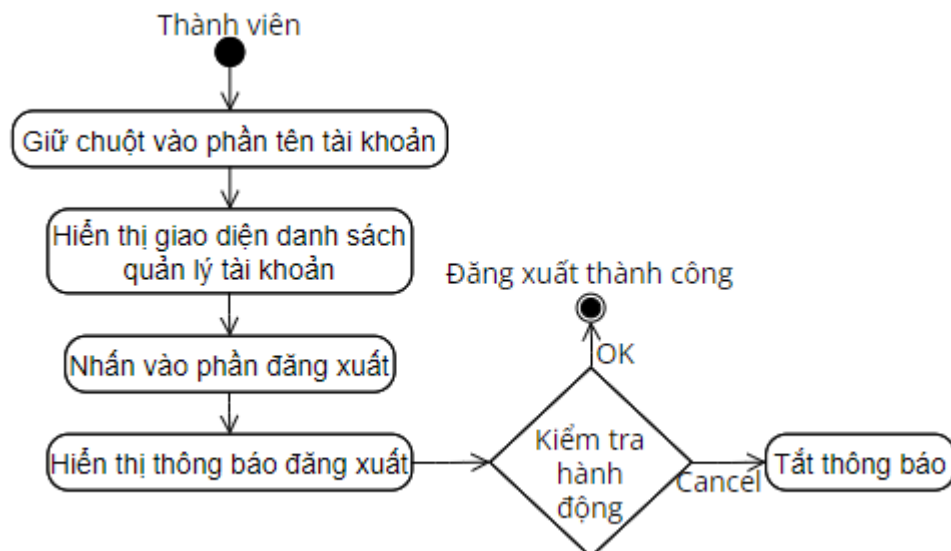 Thành viên
Giữ chuột vào phần tên tài khoản
Hiển thị giao diện danh sách
quản lý tài khoản
Nhấn vào phần đăng xuất
Hiển thị thông báo đăng xuất
Đăng xuất thành công
OK
Kiểm tra
hành
động
Cancel
Tắt thông báo